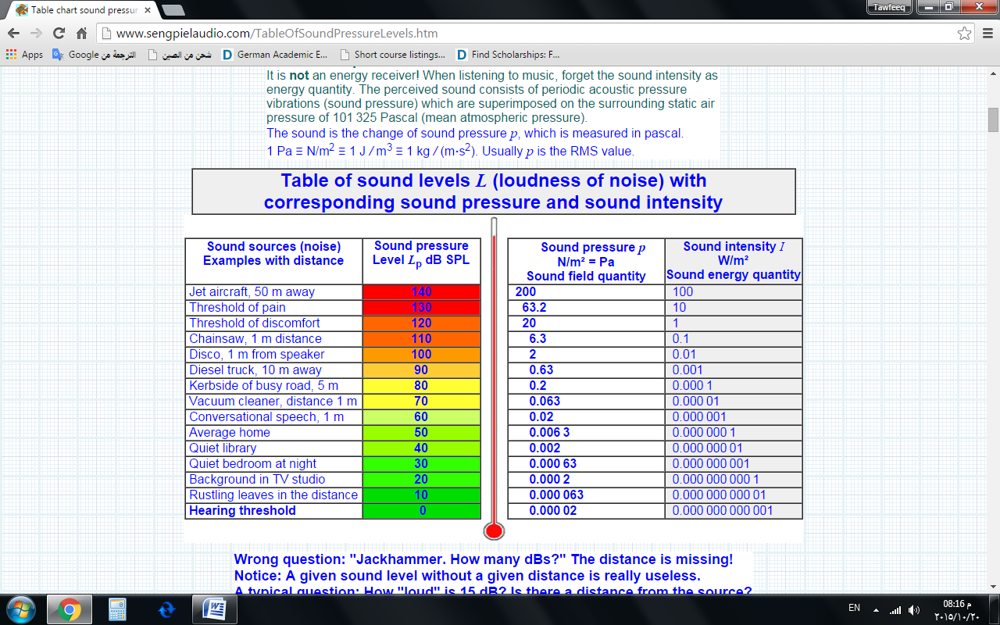 Table chart sound pressur
Tawfeeq
www.sengpielaudio.com/TableOfSoundPressureLevels.htm
Apps Google الترجمة من شحن من الصين German Academic E... Short course listings... Find Scholarships: F...
It is not an energy receiver! When listening to music, forget the sound intensity as
energy quantity. The perceived sound consists of periodic acoustic pressure
vibrations (sound pressure) which are superimposed on the surrounding static air
pressure of 101 325 Pascal (mean atmospheric pressure).
The sound is the change of sound pressure p, which is measured in pascal.
1 Pa ≡ N/m² ≡ 1 J / m³ ≡ 1 kg / (m·s²). Usually p is the RMS value.
Table of sound levels L (loudness of noise) with
corresponding sound pressure and sound intensity
Sound sources (noise) Sound pressure Sound pressure p Sound intensity I
Examples with distance Level Lp dB SPL N/m² = Pa W/m²
Sound field quantity Sound energy quantity
Jet aircraft, 50 m away 140 200 100
Threshold of pain 130 63.2 10
Threshold of discomfort 120 20 1
Chainsaw, 1 m distance 110 6.3 0.1
Disco, 1 m from speaker 100 2 0.01
Diesel truck, 10 m away 90 0.63 0.001
Kerbside of busy road, 5 m 80 0.2 0.000 1
Vacuum cleaner, distance 1 m 70 0.063 0.000 01
Conversational speech, 1 m 60 0.02 0.000 001
Average home 50 0.006 3 0.000 000 1
Quiet library 40 0.002 0.000 000 01
Quiet bedroom at night 30 0.000 63 0.000 000 001
Background in TV studio 20 0.000 2 0.000 000 000 1
Rustling leaves in the distance 10 0.000 063 0.000 000 000 01
Hearing threshold 0 0.000 02 0.000 000 000 001
Wrong question: "Jackhammer. How many dBs?" The distance is missing!
Notice: A given sound level without a given distance is really useless.
A typical question: How "loud" is 15 dB? Is there a distance from the source?
EN
08:16 م
٢٠١٥/١٠/٢٠